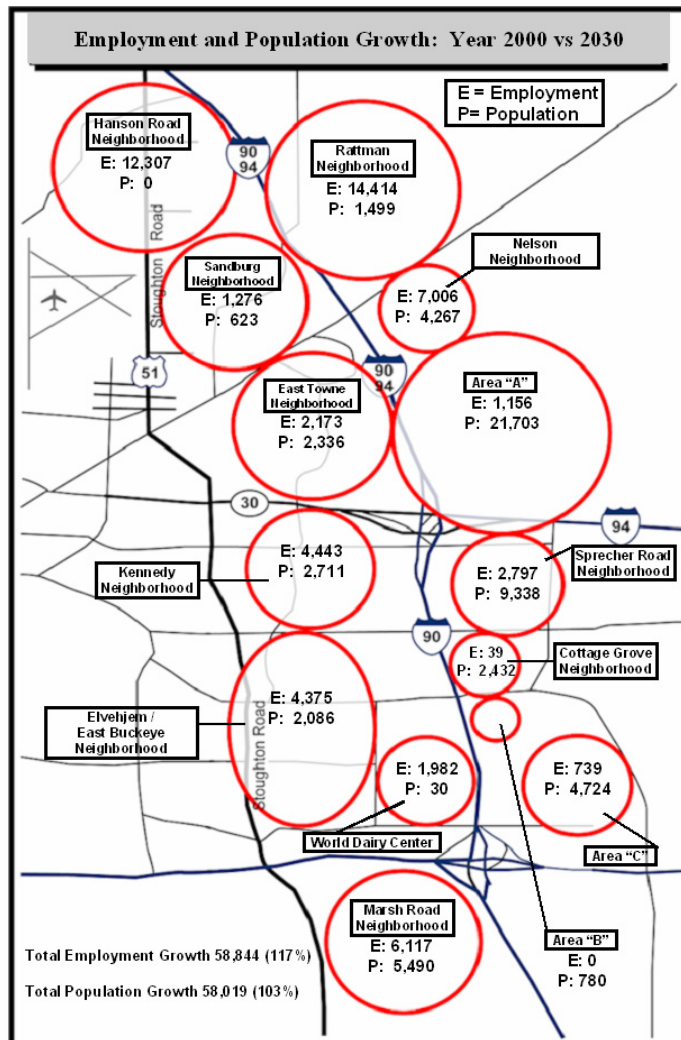 Employment and Population Growth: Year 2000 vs 2030
E = Employment
P= Population
Hanson Road
Neighborhood
E: 12,307
P: 0
90
94
Rattman
Neighborhood
E: 14,414
P: 1,499
Nelson
Neighborhood
E: 7,006
P: 4,267
Stoughton Road
Sandburg
Neighborhood
E: 1,276
P: 623
51
90
94
East Towne
Neighborhood
E: 2,173
P: 2,336
Area "A"
E: 1,156
P: 21,703
30
94
Kennedy
Neighborhood
E: 4,443
P: 2,711
E: 2,797
P: 9,338
Sprecher Road
Neighborhood
90
E: 39
P: 2,432
Cottage Grove
Neighborhood
Elvehjem /
East Buckeye
Neighborhood
E: 4,375
P: 2,086
Stoughton Road
E: 1,982
P: 30
World Dairy Center
E: 739
P: 4,724
Area "C"
Marsh Road
Neighborhood
E: 6,117
P: 5,490
Area "B"
E: 0
P: 780
Total Employment Growth 58,844 (117%)
Total Population Growth 58,019 (103%)